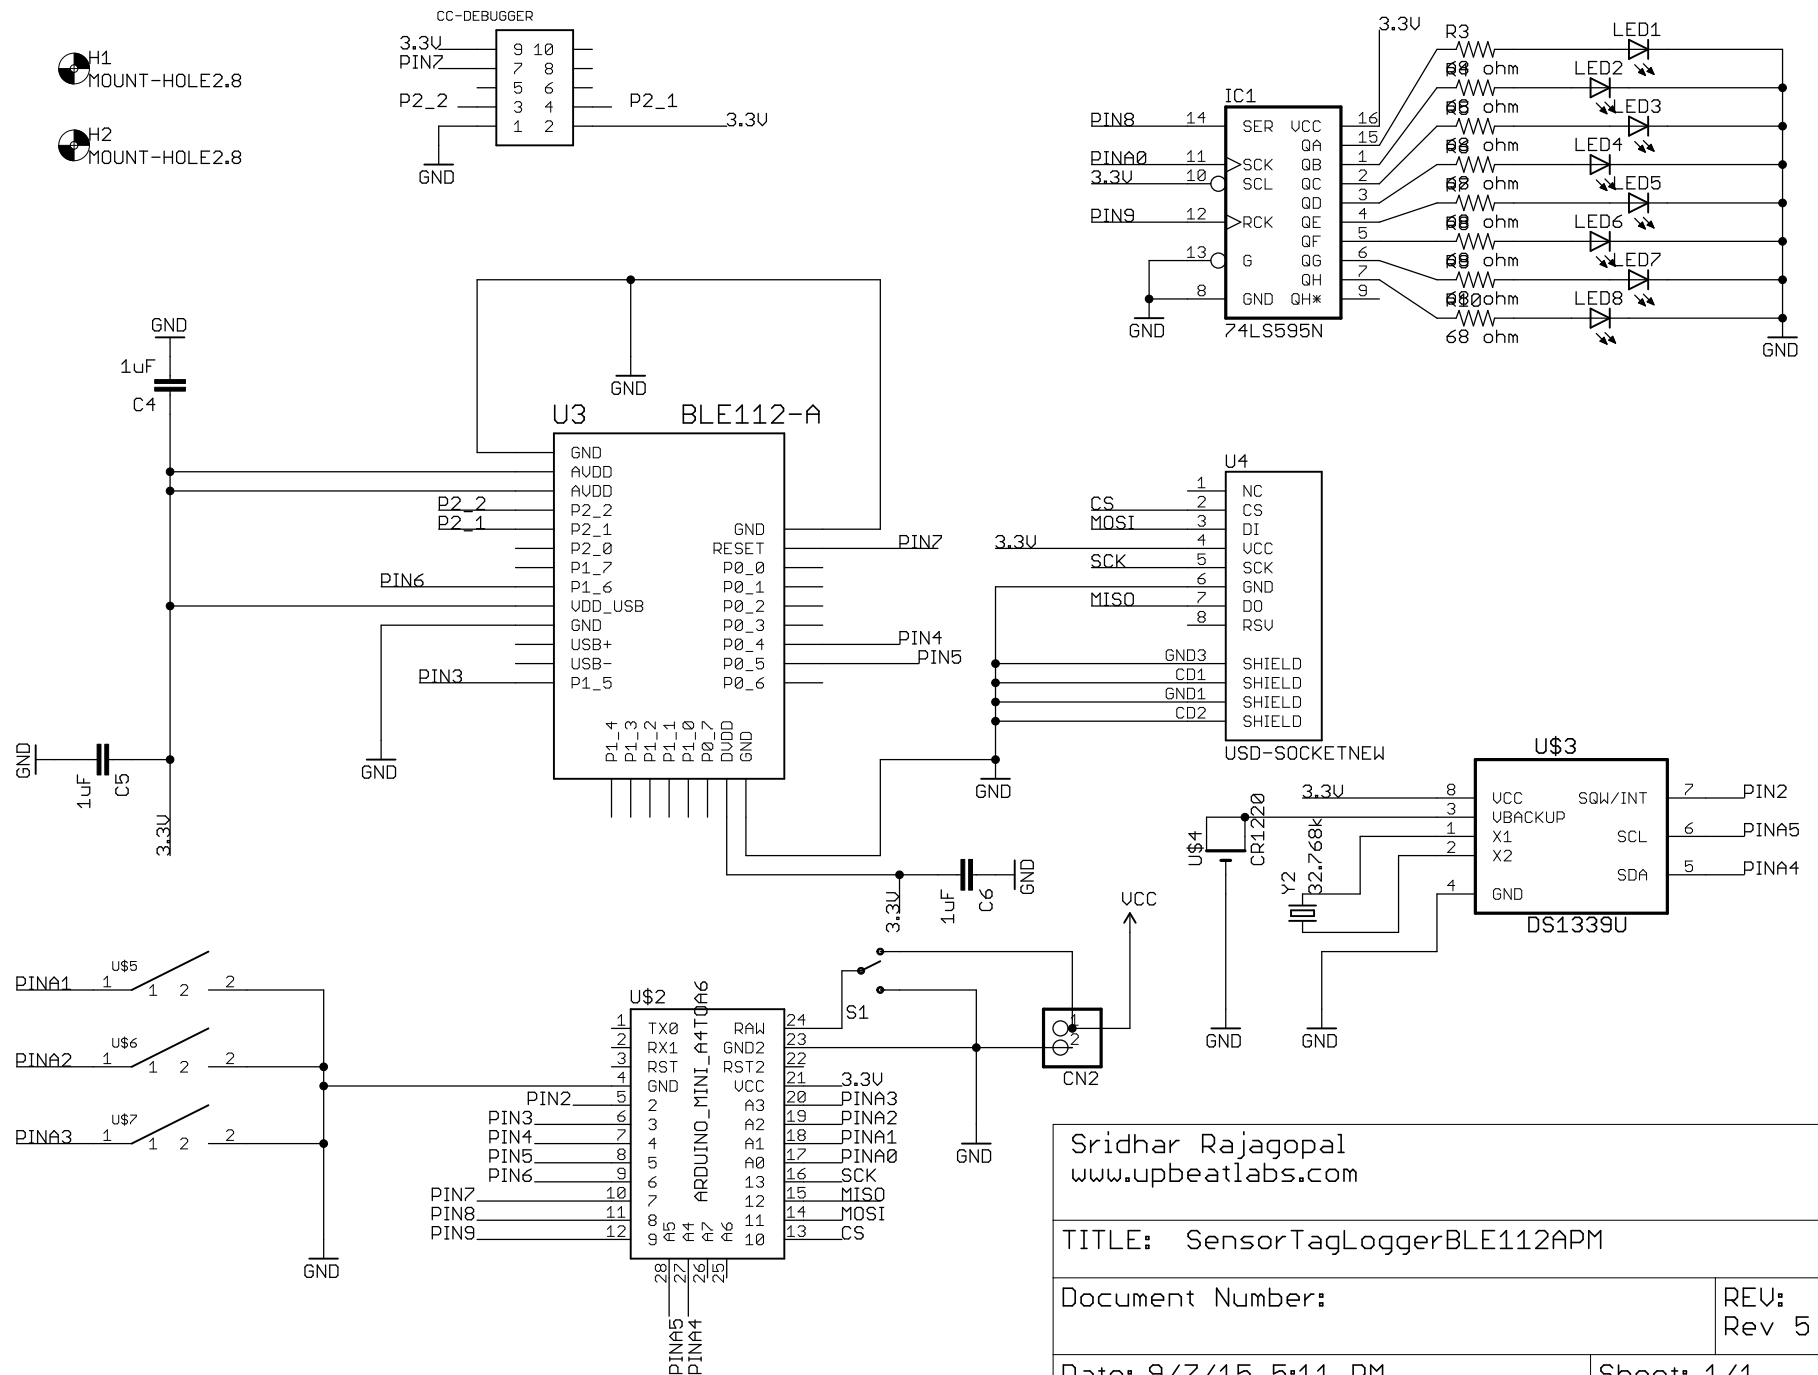 CC-DEBUGGER
3.3V 9 10
PIN7 7 8
5 6
P2_2 3 4 P2_1
1 2 3.3V
GND
H1
MOUNT-HOLE2.8
H2
MOUNT-HOLE2.8
3.3V
IC1
PIN8 14 SER VCC 16
QA 15
PINA0 11 SCK QB 1
3.3V 10 SCL QC 2
QD 3
PIN9 12 RCK QE 4
QF 5
13 G QG 6
QH 7
8 GND QH* 9
74LS595N
GND
R3 LED1
LED2
LED3
LED4
LED5
LED6
LED7
R10 LED8
68 ohm
GND
GND
1uF
C4
GND
U3 BLE112-A
GND
AVDD
AVDD
P2_2 P2_2
P2_1 P2_1 GND
P2_0 RESET PIN7
P1_7 P0_0
PIN6 P1_6 P0_1
VDD_USB P0_2
GND P0_3
USB+ P0_4 PIN4
USB- P0_5 PIN5
PIN3 P1_5 P0_6
P1_4
P1_3
P1_2
P1_1
P1_0
P0_7
DVDD
GND
GND
GND
1uF
C5
3.3V
3.3V
1uF
C6
GND
U4
1 NC
CS 2 CS
MOSI 3 DI
3.3V 4 VCC
SCK 5 SCK
6 GND
MISO 7 DO
8 RSV
GND3 SHIELD
CD1 SHIELD
GND1 SHIELD
CD2 SHIELD
USD-SOCKETNEW
GND
U$3
3.3V 8 VCC SQW/INT 7 PIN2
3 VBACKUP
1 X1 SCL 6 PINA5
2 X2
SDA 5 PINA4
4 GND
DS1339U
U$4
CR1220
Y2
32.768k
GND
GND
PINA1 1 U$5 1 2 2
PINA2 1 U$6 1 2 2
PINA3 1 U$7 1 2 2
GND
U$2
ARDUINO_MINI_A4TOA6
1 TX0 RAW 24
2 RX1 GND2 23
3 RST RST2 22
4 GND VCC 21 3.3V
PIN2 5 2 A3 20 PINA3
PIN3 6 3 A2 19 PINA2
PIN4 7 4 A1 18 PINA1
PIN5 8 5 A0 17 PINA0
PIN6 9 6 13 16 SCK
PIN7 10 7 12 15 MISO
PIN8 11 8 11 14 MOSI
PIN9 12 9 10 13 CS
A5 A4 A7 A6
28 27 26 25
PINA5
PINA4
S1
VCC
1
2
CN2
GND
Sridhar Rajagopal
www.upbeatlabs.com
TITLE: SensorTagLoggerBLE112APM
Document Number:
REV:
Rev 5
Date: 9/7/15 5:11 PM
Sheet: 1/1